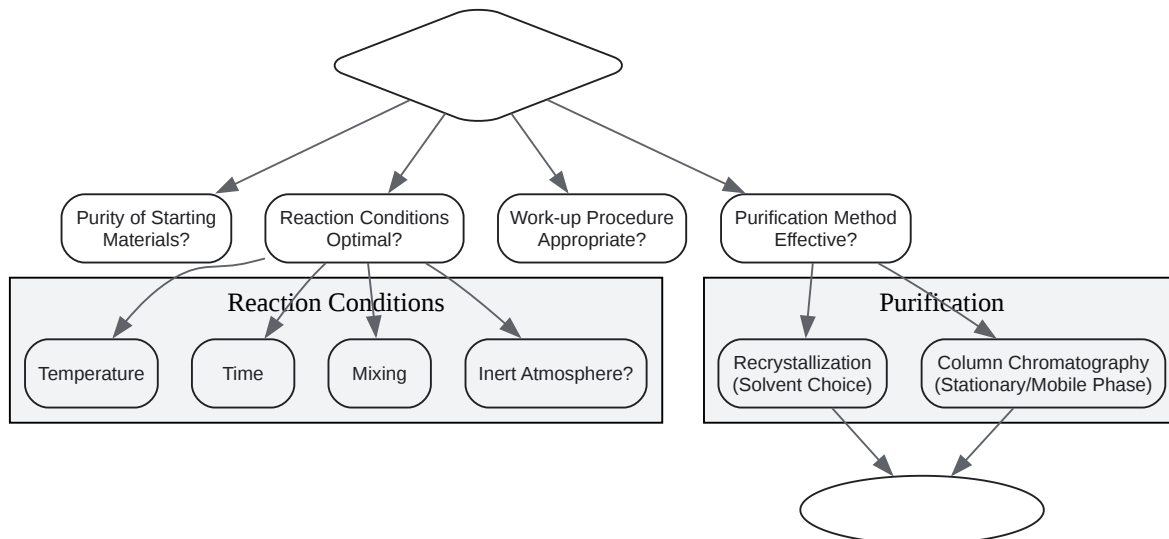 Purity of Starting
Materials?
Reaction Conditions
Optimal?
Work-up Procedure
Appropriate?
Purification Method
Effective?
Reaction Conditions
Temperature
Time
Mixing
Inert Atmosphere?
Purification
Recrystallization
(Solvent Choice)
Column Chromatography
(Stationary/Mobile Phase)